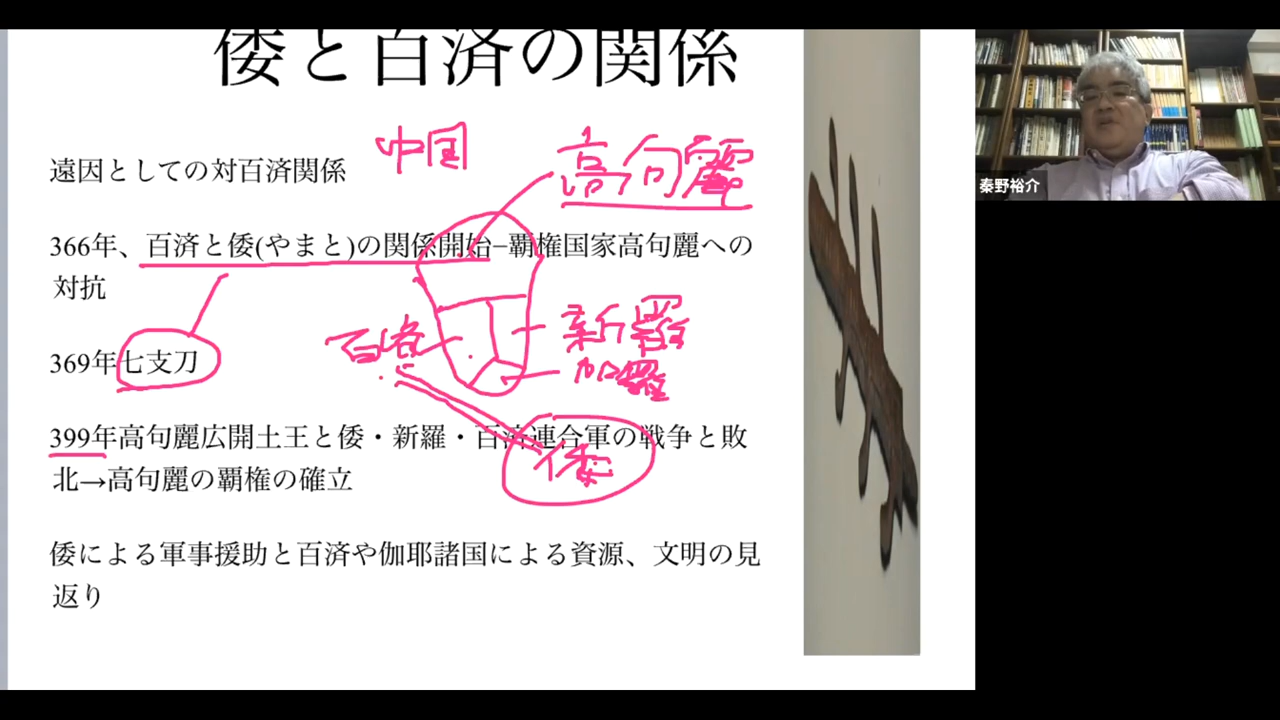 倭と百済の関係
中国
高句麗
遠因としての対百済関係
366年、百済と倭(やまと)の関係開始–覇権国家高句麗への
対抗
百済
新羅
加羅
369年七支刀
399年高句麗広開土王と倭・新羅・百済連合軍の戦争と敗
北→高句麗の覇権の確立
倭
倭による軍事援助と百済や伽耶諸国による資源、文明の見
返り
秦野裕介